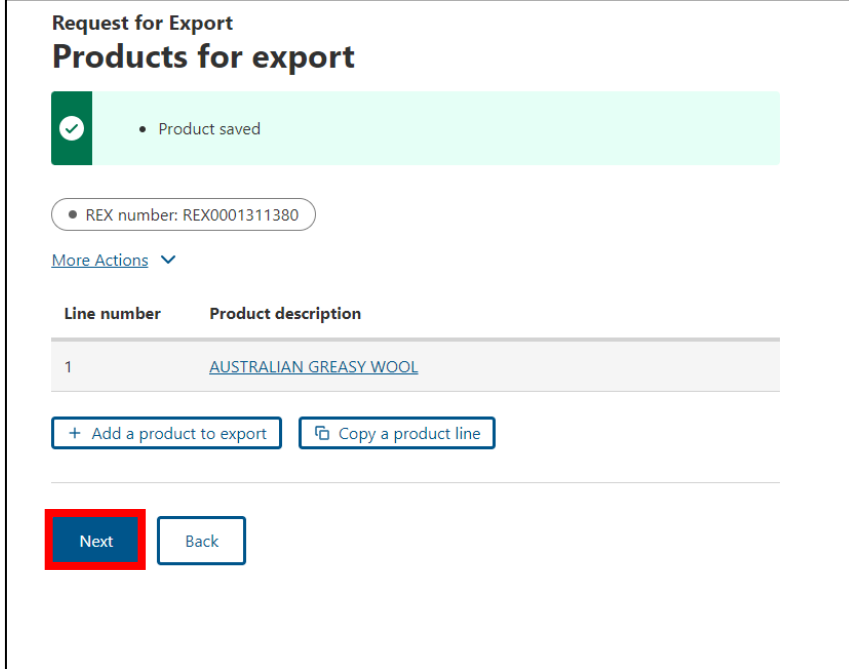 Request for Export
Products for export
• Product saved
REX number: REX0001311380
More Actions
Line number Product description
1 AUSTRALIAN GREASY WOOL
+ Add a product to export Copy a product line
Next Back